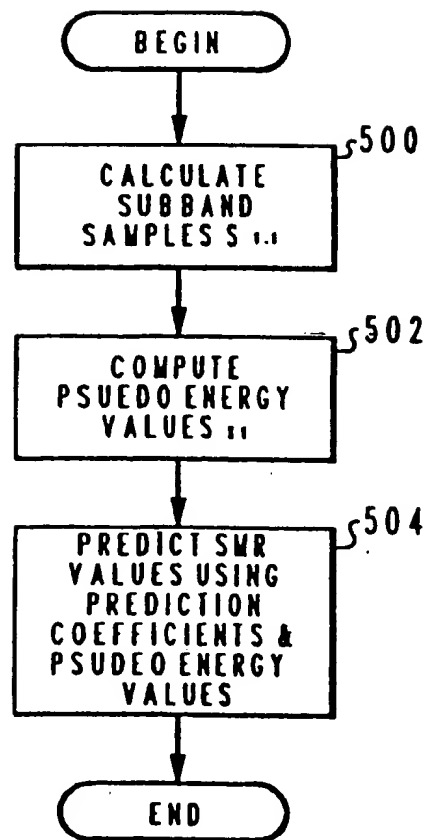 BEGIN
500
CALCULATE
SUBBAND
SAMPLES S
502
COMPUTE
PSUEDO ENERGY
VALUES
504
PREDICT SMR
VALUES USING
PREDICTION
COEFFICIENTS &
PSUDEO ENERGY
VALUES
END